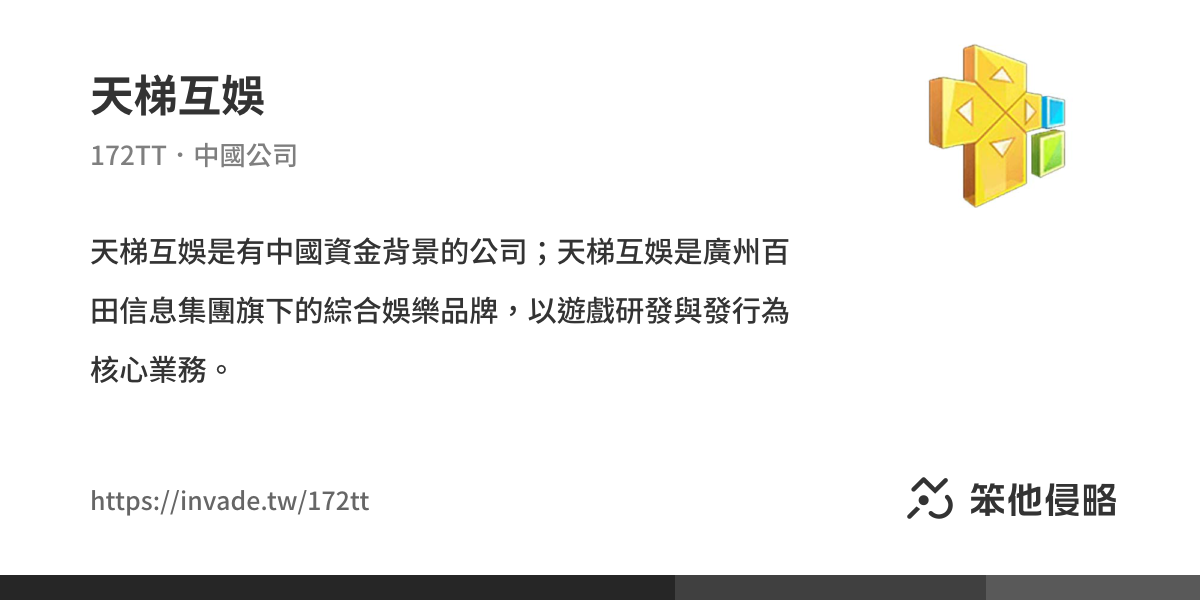 天梯互娛
172TT・中國公司
天梯互娛是有中國資金背景的公司；天梯互娛是廣州百
田信息集團旗下的綜合娛樂品牌，以遊戲研發與發行為
核心業務。
https://invade.tw/172tt
笨他侵略